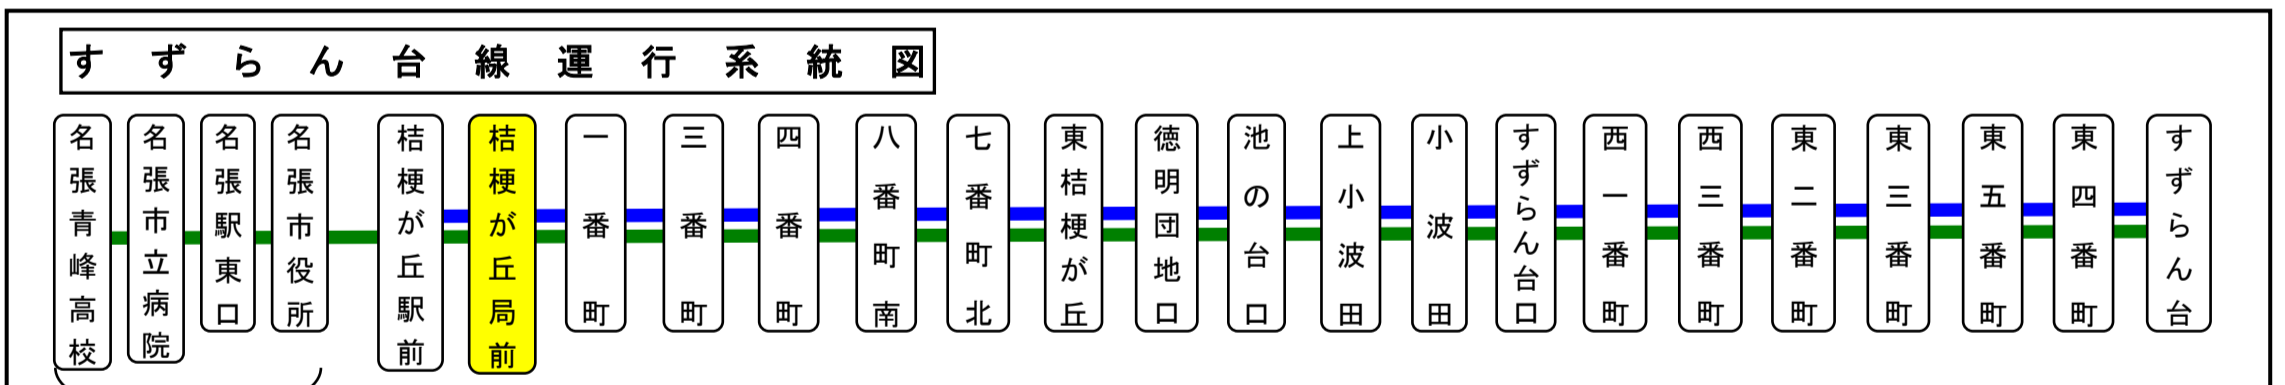 すずらん台線運行系統図
名張青峰高校
名張市立病院
名張駅東口
名張市役所
桔梗が丘駅前
桔梗が丘局前
一番町
三番町
四番町
八番町南
七番町北
東桔梗が丘
徳明団地口
池の台口
上小波田
小波田
すずらん台口
西一番町
西三番町
東二番町
東三番町
東五番町
東四番町
すずらん台